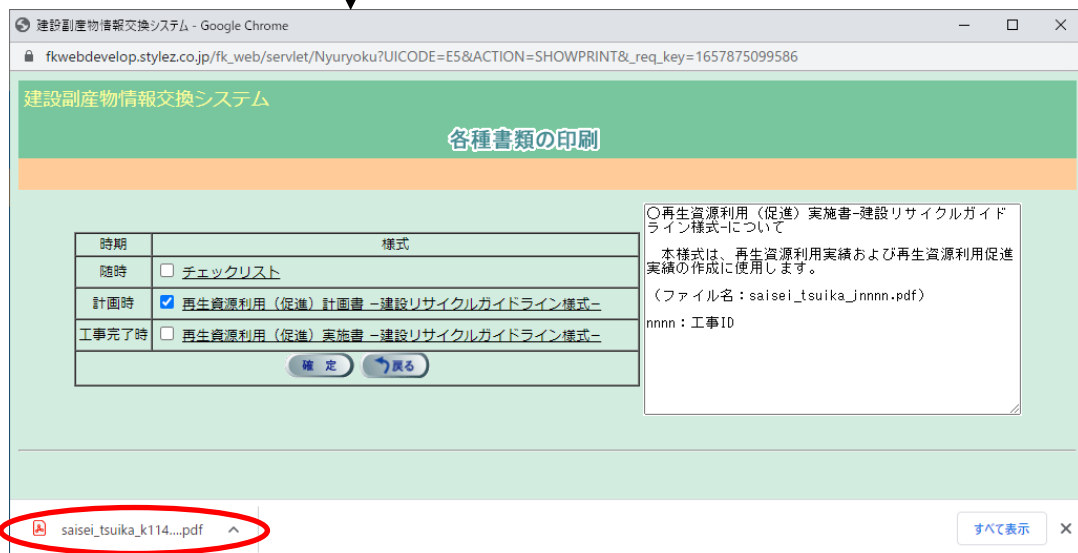 建設副産物情報交換システム - Google Chrome
fkwebdevelop.stylez.co.jp/fk_web/servlet/Nyuryoku?UICODE=E5&ACTION=SHOWPRINT&_req_key=1657875099586
建設副産物情報交換システム
各種書類の印刷
時期 様式
随時 チェックリスト
計画時 再生資源利用（促進）計画書 −建設リサイクルガイドライン様式−
工事完了時 再生資源利用（促進）実施書 −建設リサイクルガイドライン様式−
確 定 戻る
○再生資源利用（促進）実施書-建設リサイクルガイド
ライン様式-について
本様式は、再生資源利用実績および再生資源利用促進
実績の作成に使用します。
（ファイル名：saisei_tsuika_jnnnn.pdf）
nnnn：工事ID
saisei_tsuika_k114....pdf
すべて表示